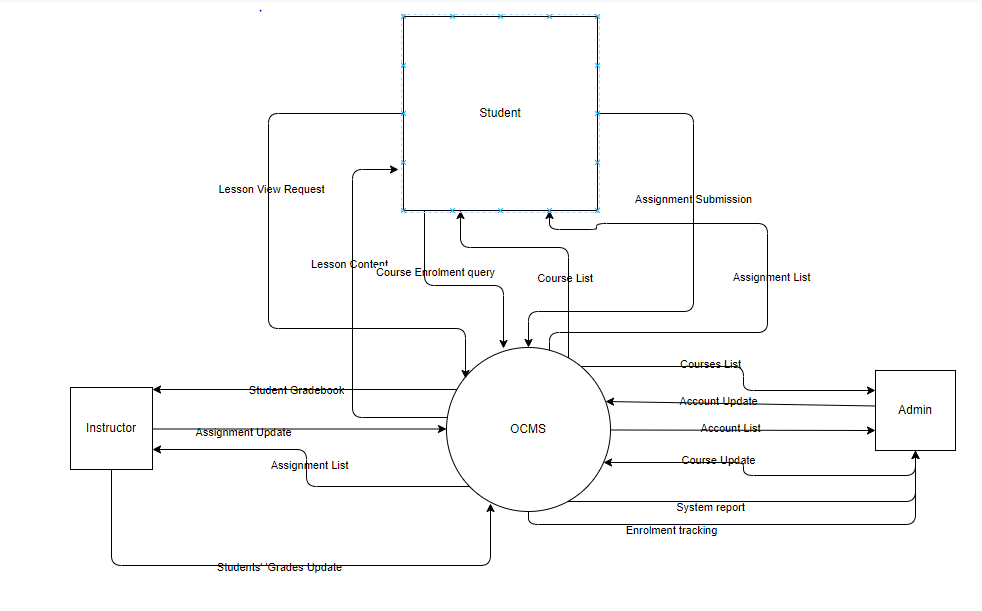 Student
Lesson View Request
Assignment Submission
Lesson Content
Course Enrolment query
Course List
Assignment List
Courses List
Student Gradebook
Account Update
Admin
Instructor
Assignment Update
OCMS
Account List
Assignment List
Course Update
System report
Enrolment tracking
Students' 'Grades Update